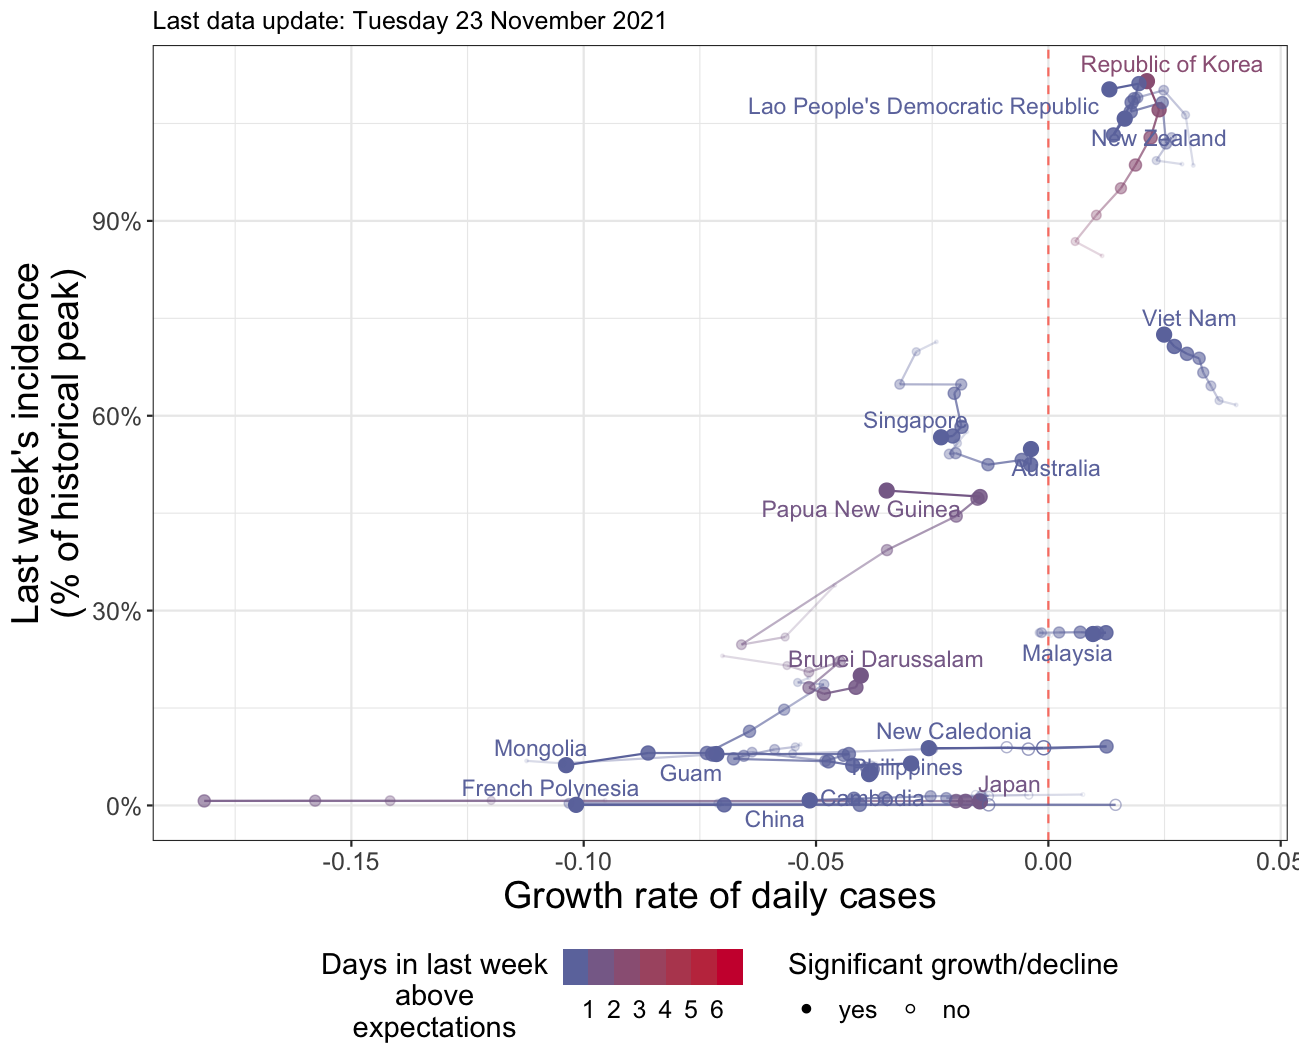 Last data update: Tuesday 23 November 2021
Republic of Korea
Lao People's Democratic Republic
New Zealand
90%
Viet Nam
60%
Singapore
Australia
Papua New Guinea
30%
Malaysia
Brunei Darussalam
New Caledonia
Mongolia
Guam
Philippines
French Polynesia
Japan
Cambodia
0%
China
Last week's incidence
(% of historical peak)
-0.15
-0.10
-0.05
0.00
0.05
Growth rate of daily cases
Days in last week
above
expectations
1 2 3 4 5 6
Significant growth/decline
yes
no